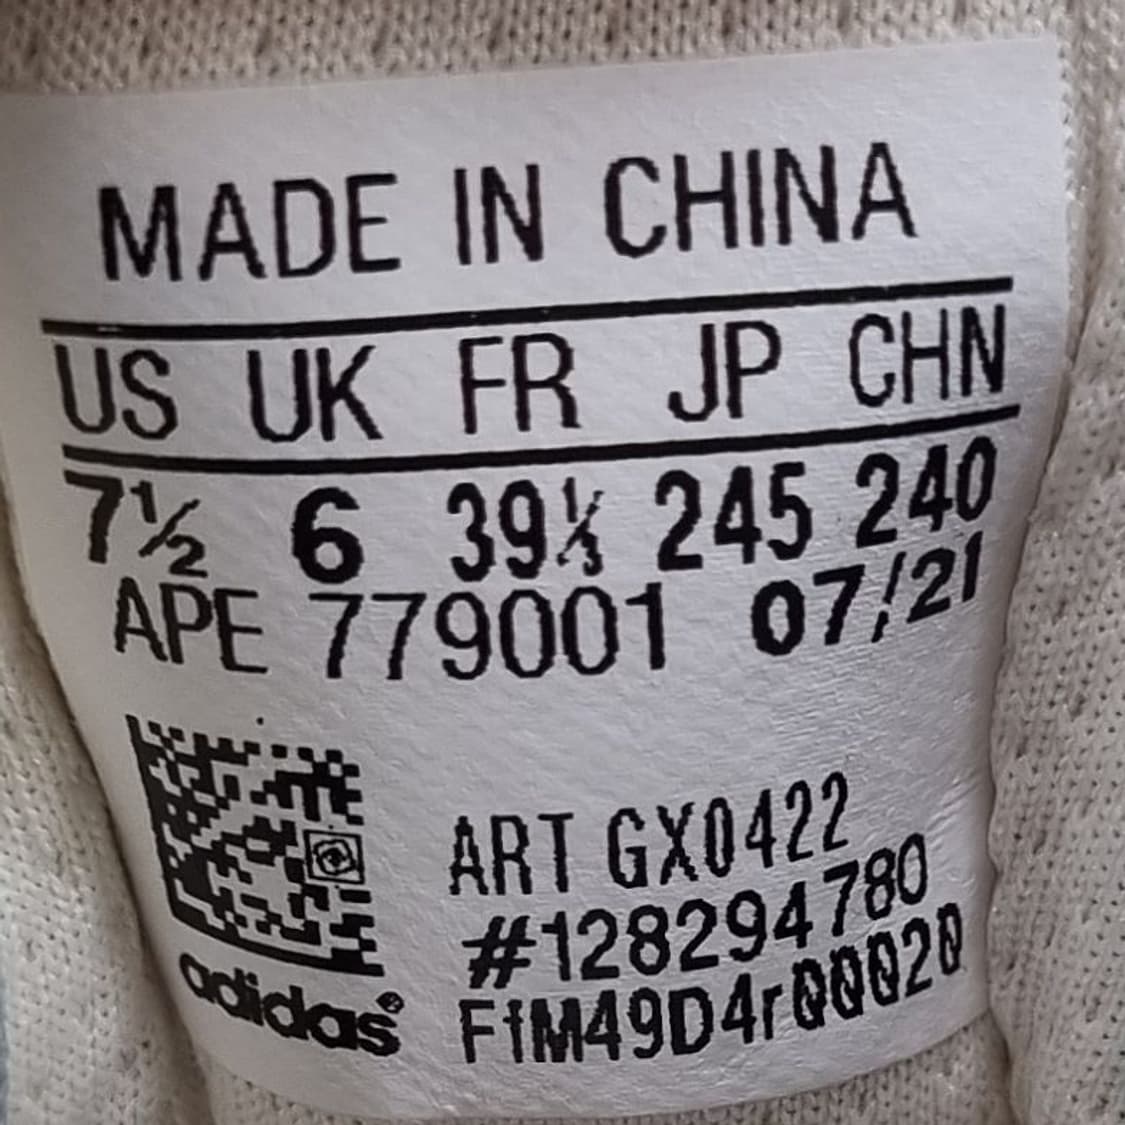 MADE IN CHINA
US UK FR JP CHN
7½ 6 39⅓ 245 240
APE 779001 07/21
ART GX0422
#128294780
F1M49D4r000020
adidas®